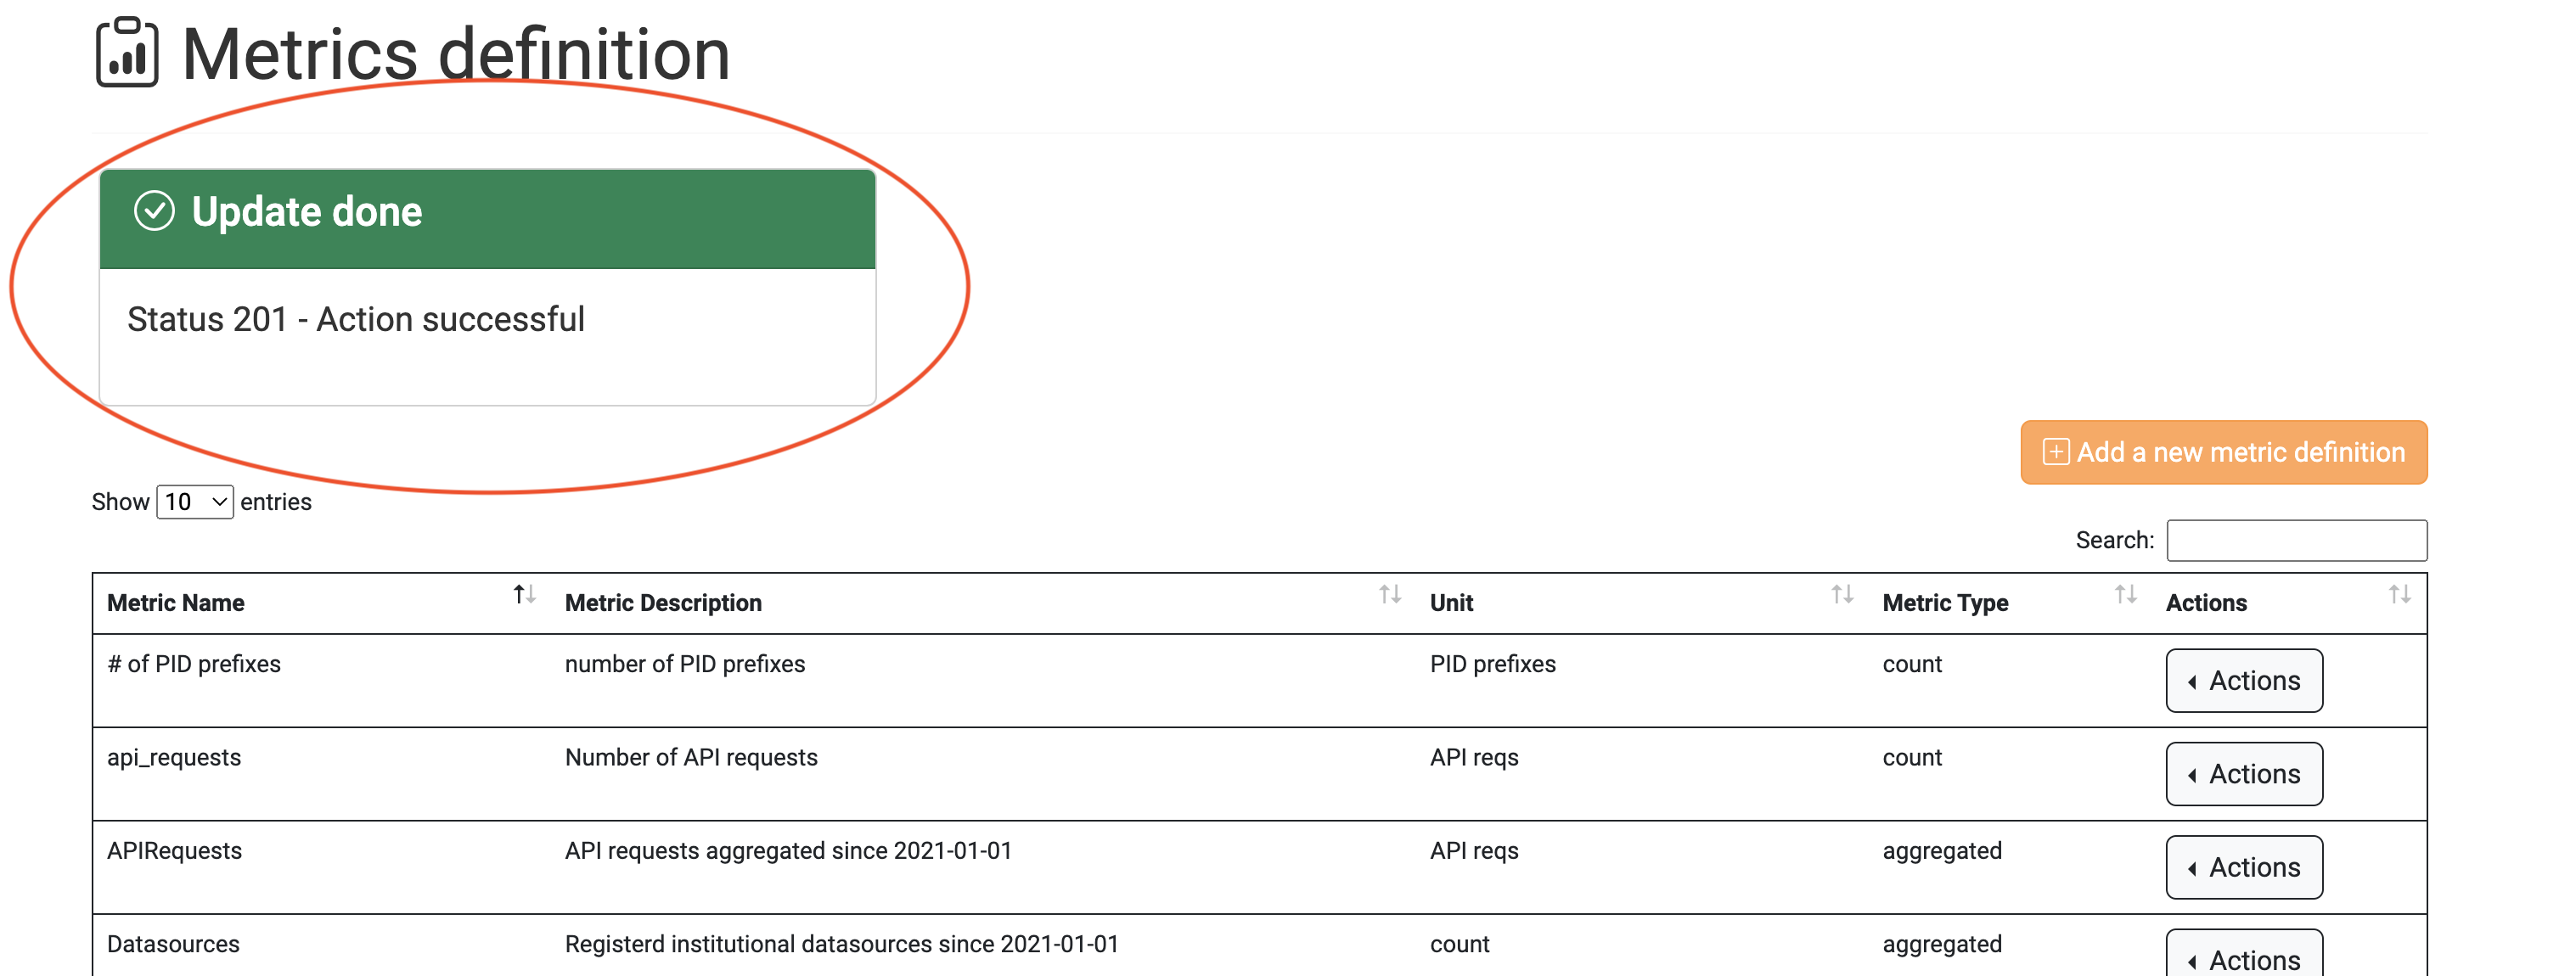 Metrics definition
Update done
Status 201 - Action successful
Add a new metric definition
Show 10 entries
Search:
Metric Name Metric Description Unit Metric Type Actions
# of PID prefixes number of PID prefixes PID prefixes count Actions
api_requests Number of API requests API reqs count Actions
APIRequests API requests aggregated since 2021-01-01 API reqs aggregated Actions
Datasources Registerd institutional datasources since 2021-01-01 count aggregated Actions